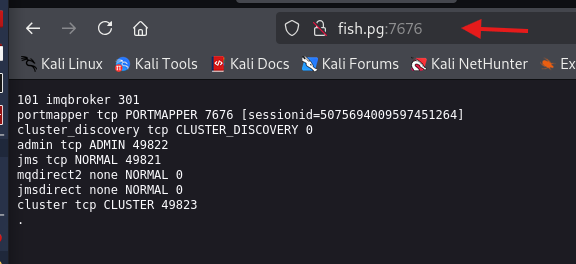 fish.pg:7676
Kali Linux Kali Tools Kali Docs Kali Forums Kali NetHunter Ex
101 imqbroker 301
portmapper tcp PORTMAPPER 7676 [sessionid=5075694009597451264]
cluster_discovery tcp CLUSTER_DISCOVERY 0
admin tcp ADMIN 49822
jms tcp NORMAL 49821
mqdirect2 none NORMAL 0
jmsdirect none NORMAL 0
cluster tcp CLUSTER 49823
.